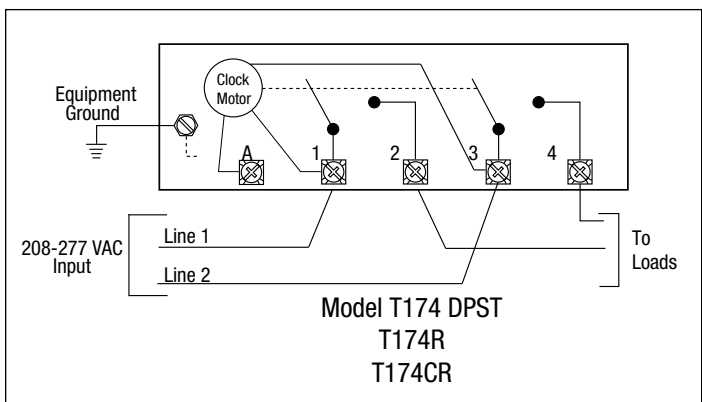 Clock
Motor
Equipment
Ground
A
1
2
3
4
208-277 VAC
Input
Line 1
Line 2
To
Loads
Model T174 DPST
T174R
T174CR